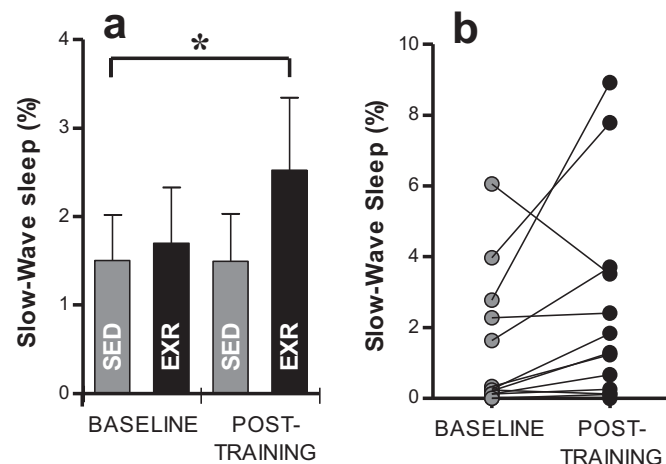 a
Slow-Wave sleep (%)
4
3
2
1
0
*
SED
EXR
SED
EXR
BASELINE
POST-
TRAINING
b
Slow-Wave Sleep (%)
10
8
6
4
2
0
BASELINE
POST-
TRAINING